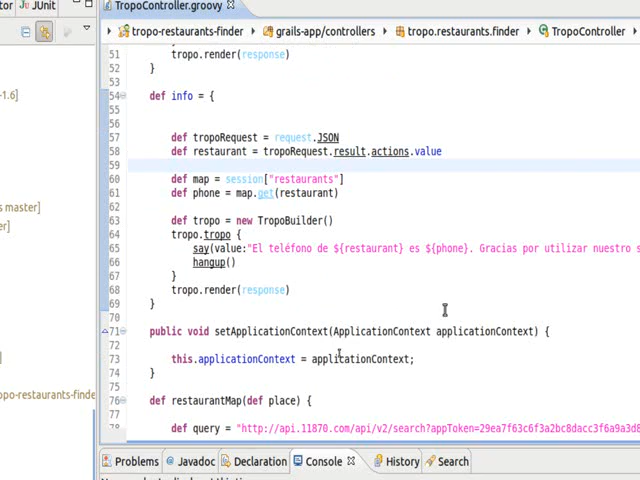 tor JUnit TropoController.groovy
tropo-restaurants-finder grails-app/controllers tropo.restaurants.finder TropoController
51 tropo.render(response)
52 }
53
54 def info = {
55
56
57 def tropoRequest = request.JSON
58 def restaurant = tropoRequest.result.actions.value
59
60 def map = session["restaurants"]
61 def phone = map.get(restaurant)
62
63 def tropo = new TropoBuilder()
64 tropo.tropo {
65 say(value:"El teléfono de ${restaurant} es ${phone}. Gracias por utilizar nuestro s
66 hangup()
67 }
68 tropo.render(response)
69 }
70
71 public void setApplicationContext(ApplicationContext applicationContext) {
72
73 this.applicationContext = applicationContext;
74 }
75
76 def restaurantMap(def place) {
77
78 def query = "http://api.11870.com/api/v2/search?appToken=29ea7f63c6f3a2bc8dacc3f6a9a3d8
-1.6]
s master]
r]
]
opo-restaurants-finde
Problems Javadoc Declaration Console History Search